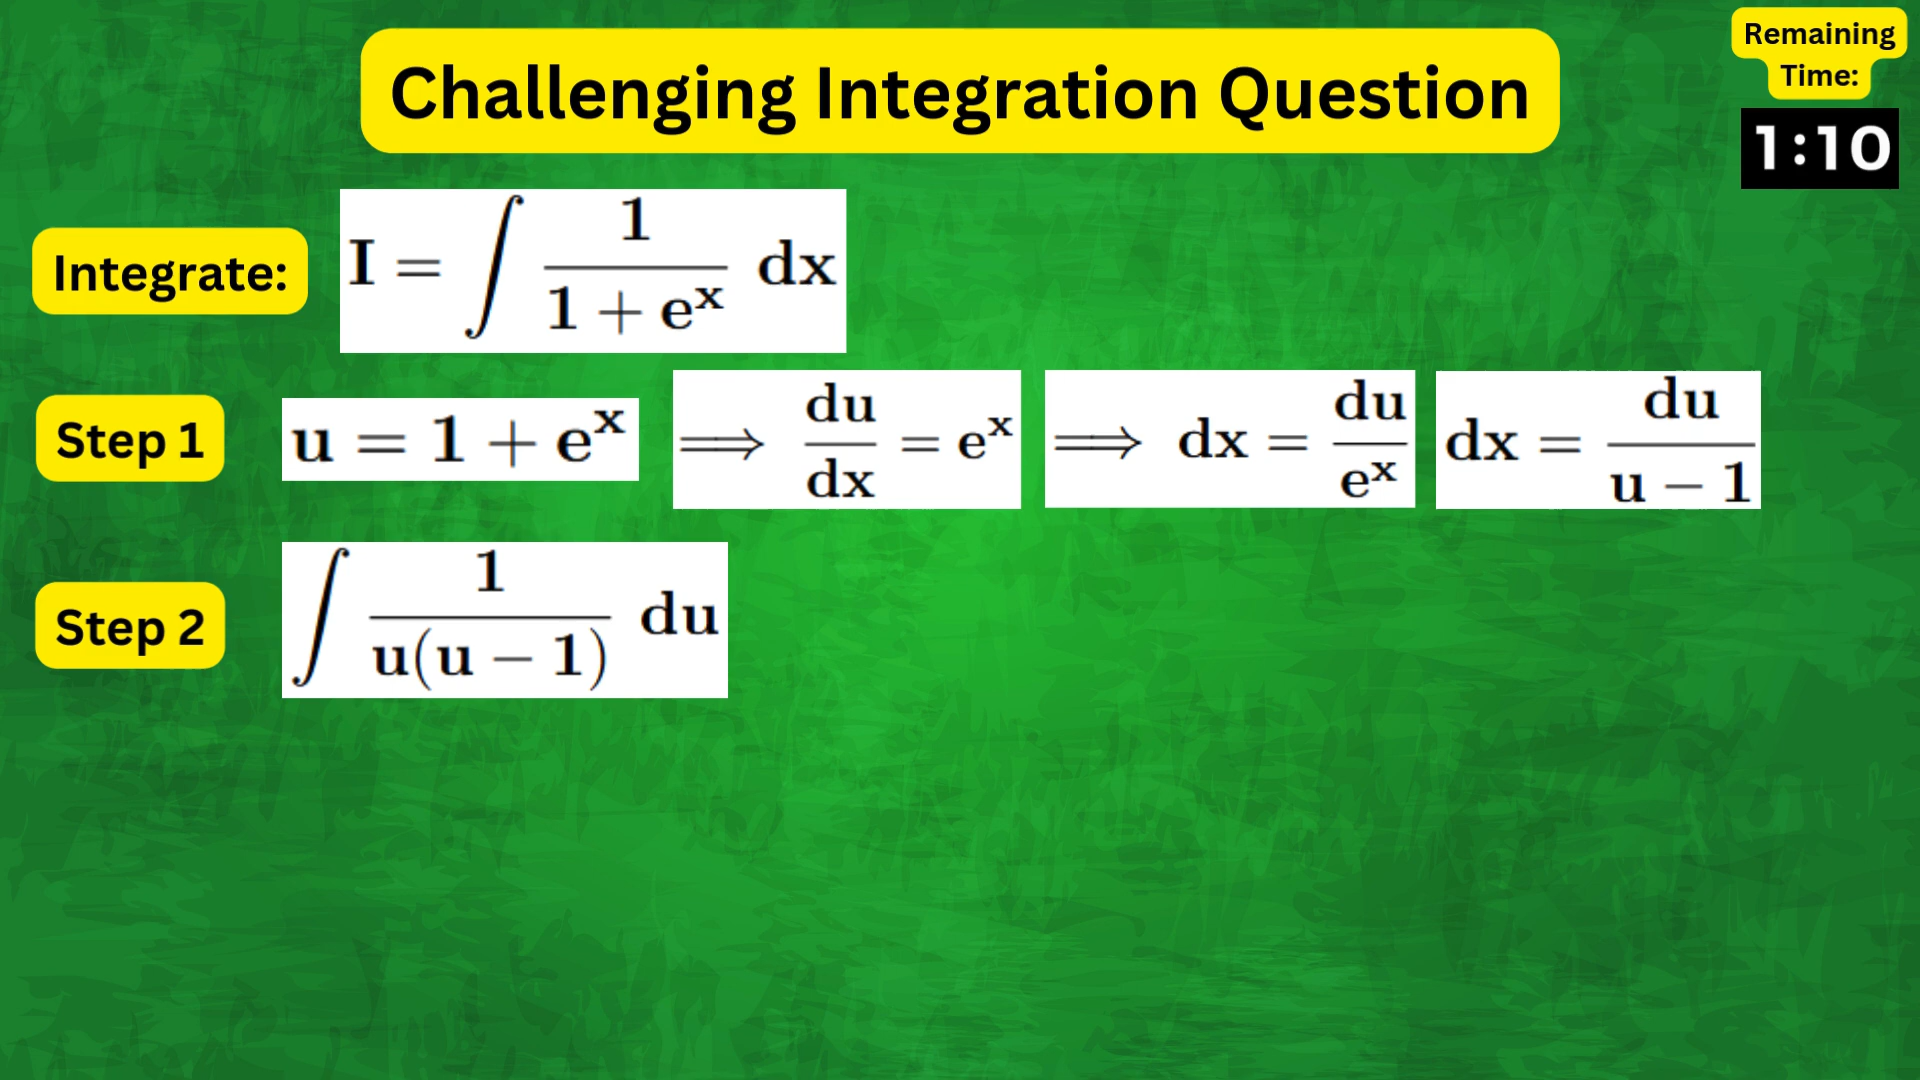 Challenging Integration Question
Remaining
Time:
1:10
Integrate: I = ∫ 1/(1 + e^x) dx
Step 1 u = 1 + e^x ⟹ du/dx = e^x ⟹ dx = du/e^x dx = du/(u − 1)
Step 2 ∫ 1/(u(u − 1)) du